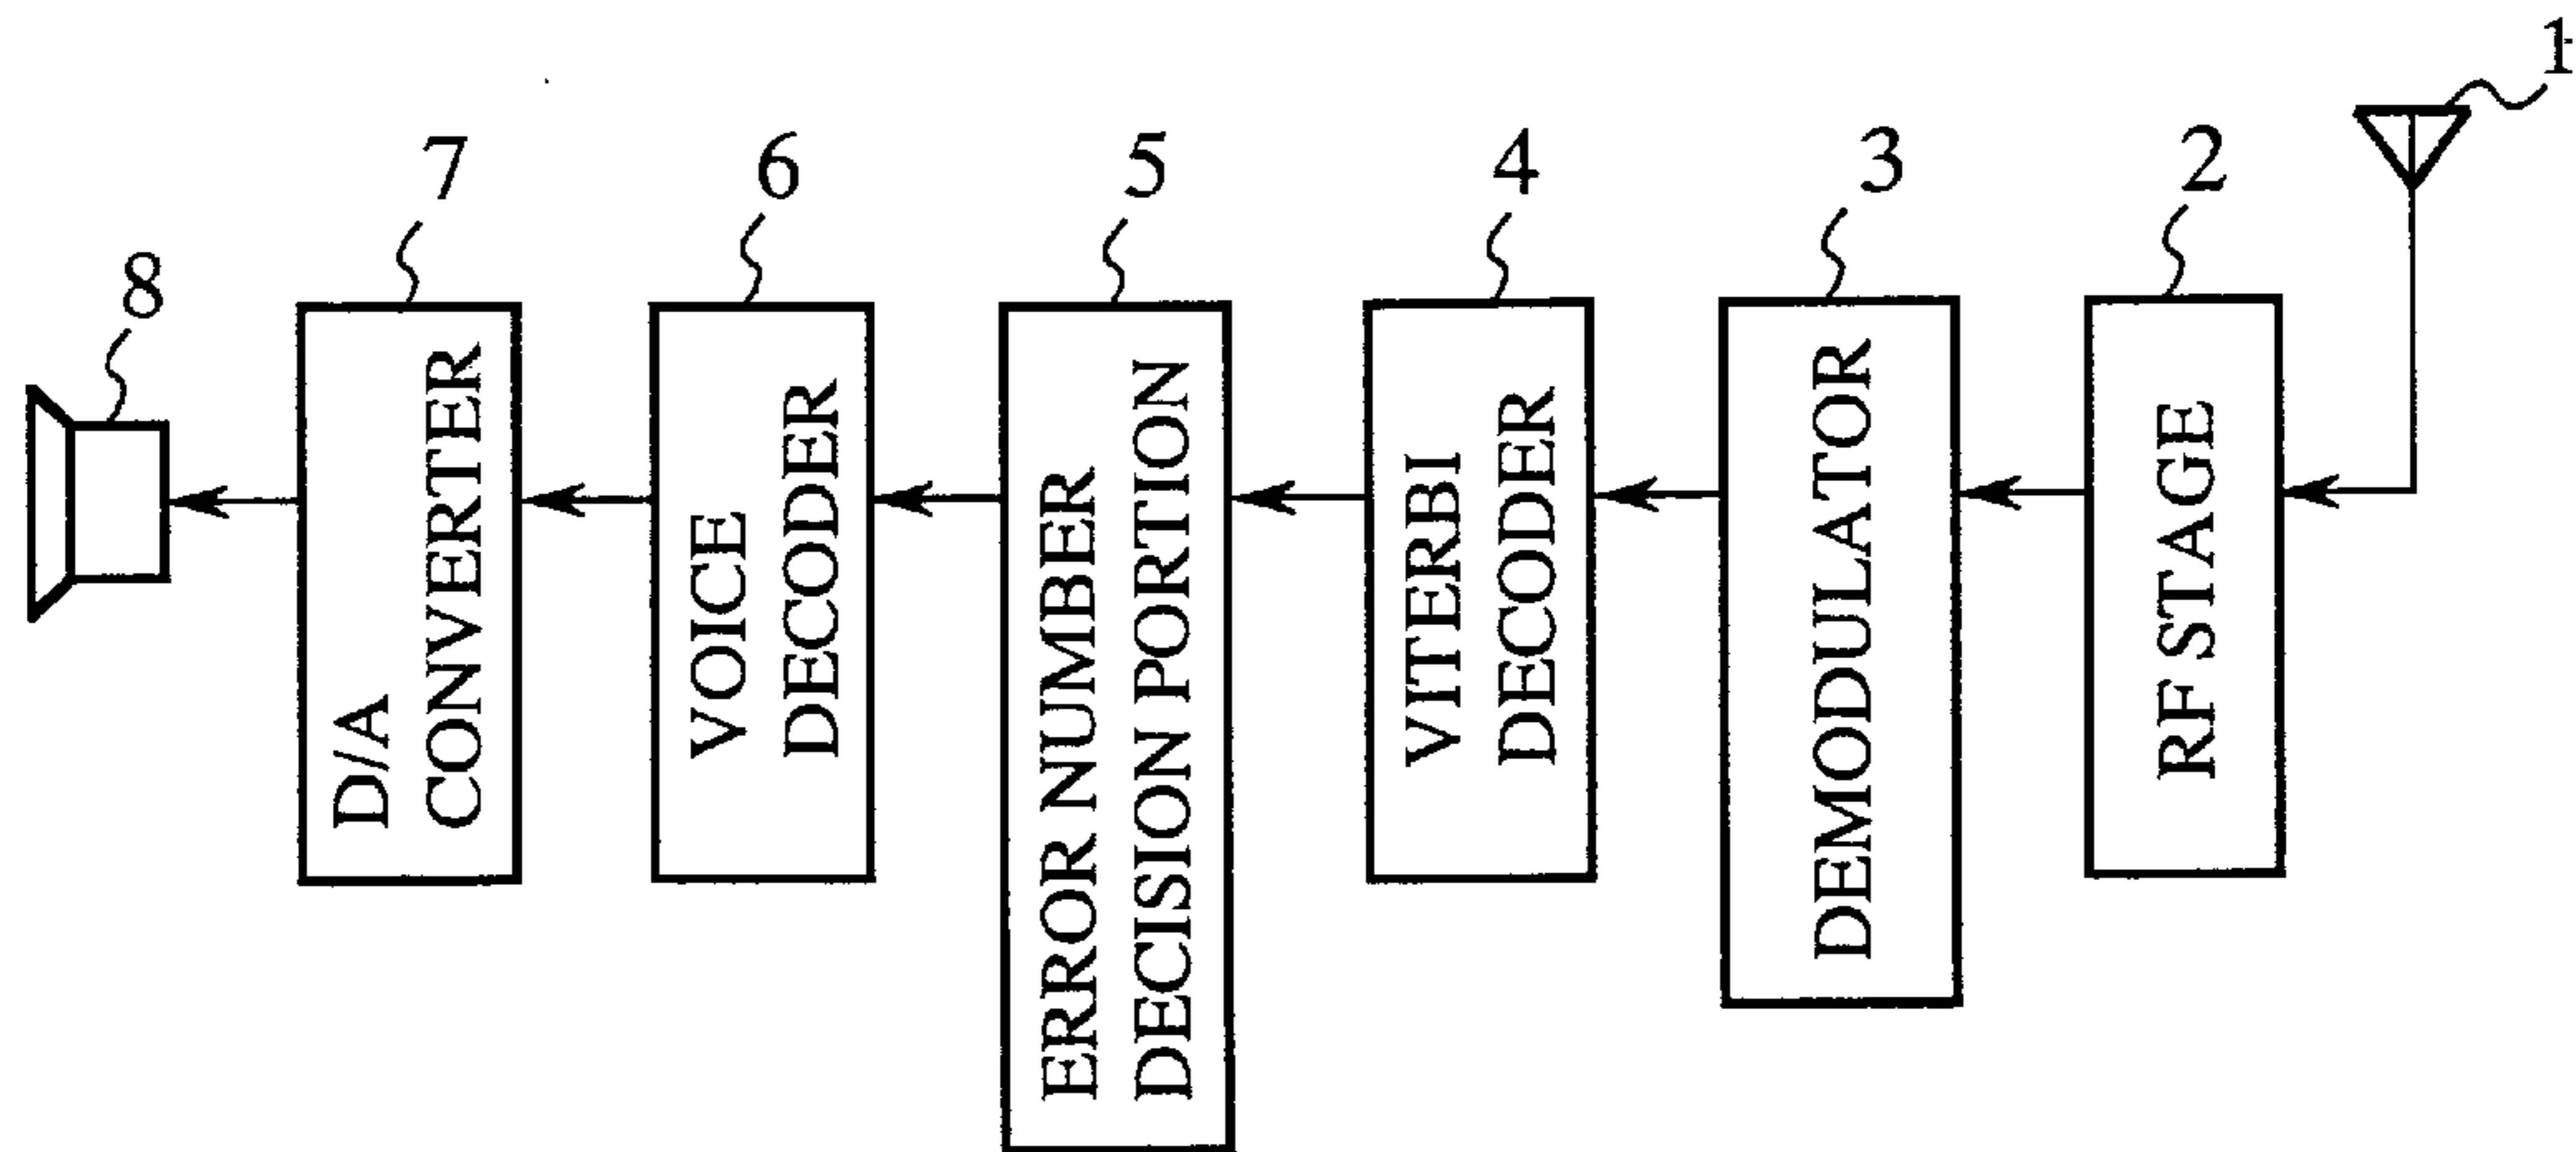 8
7
6
5
4
3
2
1
D/A
CONVERTER
VOICE
DECODER
ERROR NUMBER
DECISION PORTION
VITERBI
DECODER
DEMODULATOR
RF STAGE